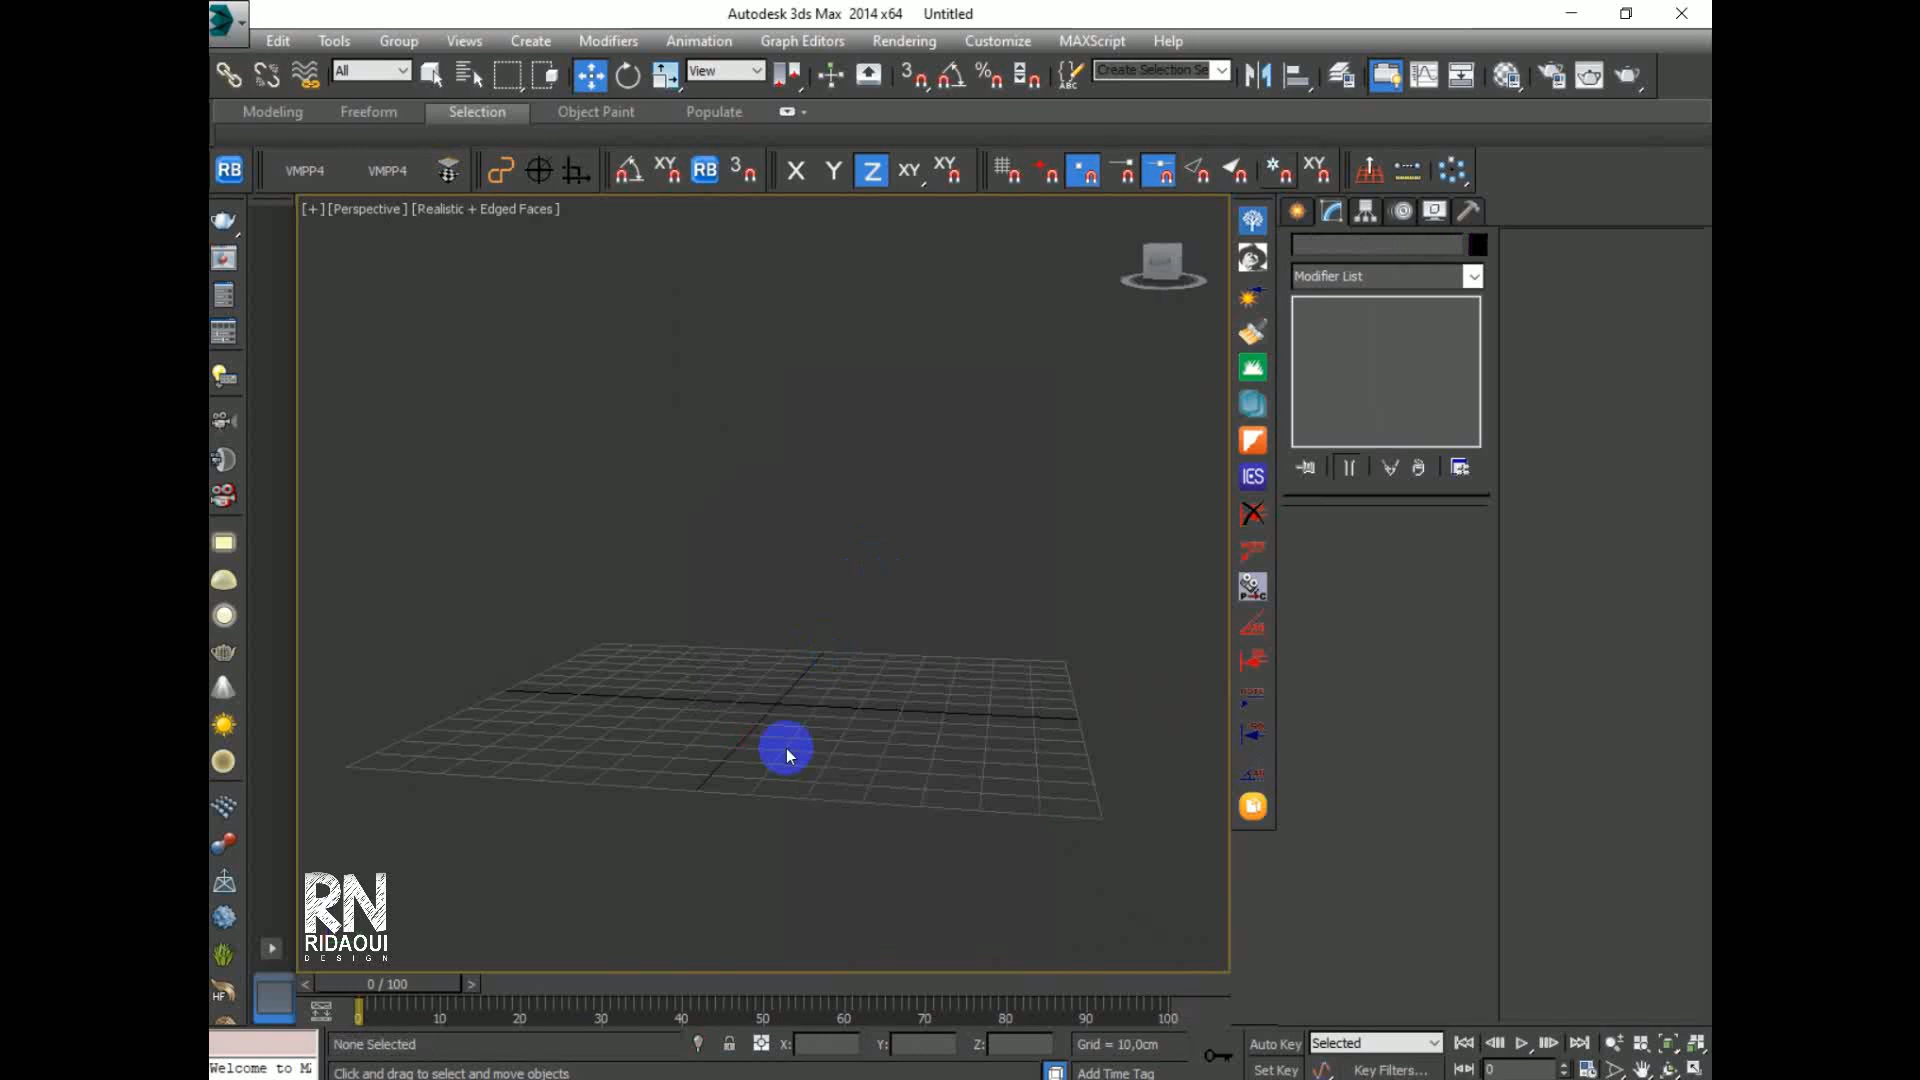 Autodesk 3ds Max 2014 x64 Untitled
Edit Tools Group Views Create Modifiers Animation Graph Editors Rendering Customize MAXScript Help
All
View
Create Selection Se
Modeling Freeform Selection Object Paint Populate
RB VMPP4 VMPP4 XY RB 3 X Y Z XY XY XY
[+] [Perspective] [Realistic + Edged Faces]
Modifier List
IES
P+C
HF
RN
RIDAOUI
DESIGN
< 0 / 100 >
0 10 20 30 40 50 60 70 80 90 100
None Selected X: Y: Z: Grid = 10,0cm Auto Key Selected
Welcome to M
Click and drag to select and move objects Add Time Tag Set Key Key Filters... 0